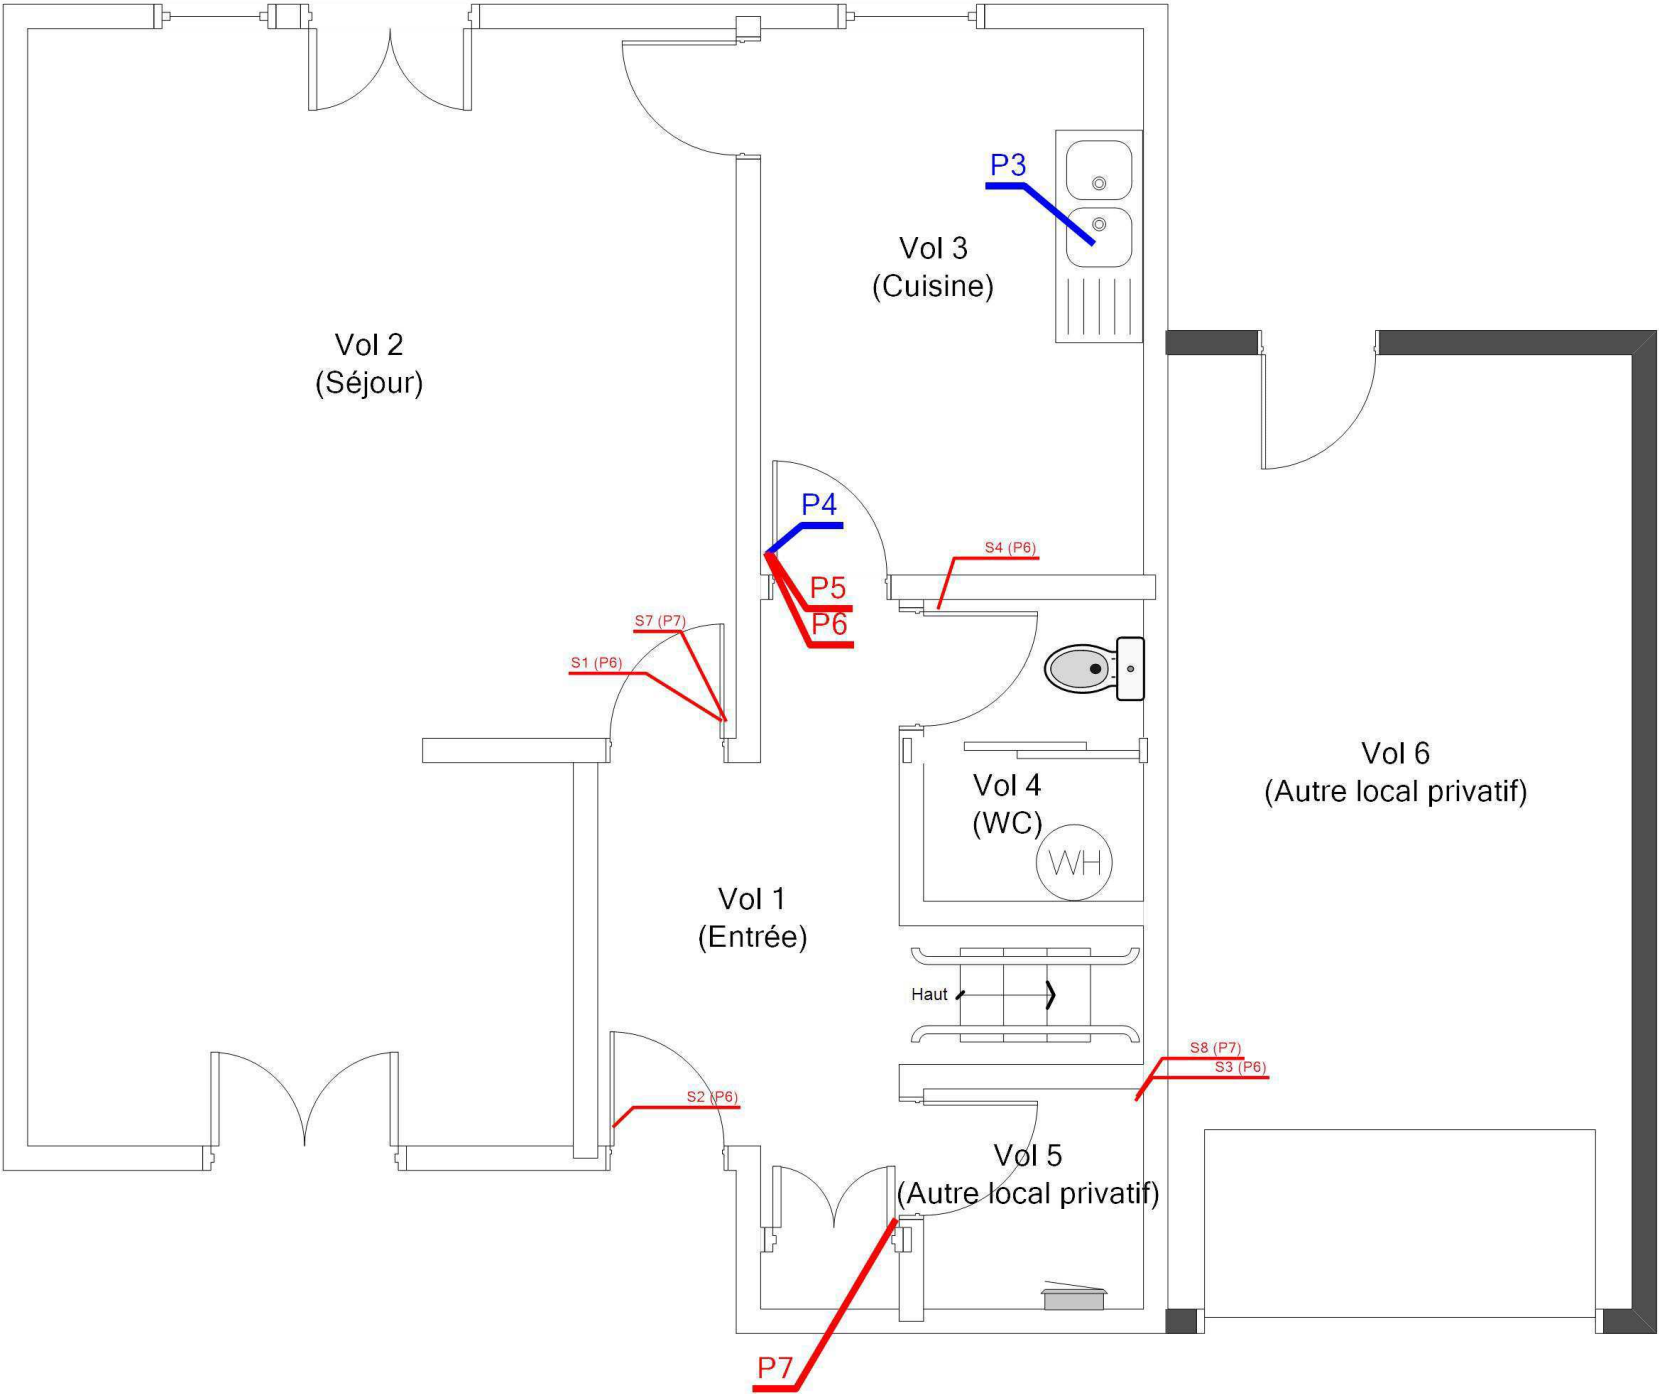 P3
Vol 3
(Cuisine)
Vol 2
(Séjour)
P4
S4 (P6)
P5
P6
S7 (P7)
S1 (P6)
Vol 6
(Autre local privatif)
Vol 4
(WC)
WH
Vol 1
(Entrée)
Haut
S8 (P7)
S3 (P6)
S2 (P6)
Vol 5
(Autre local privatif)
P7